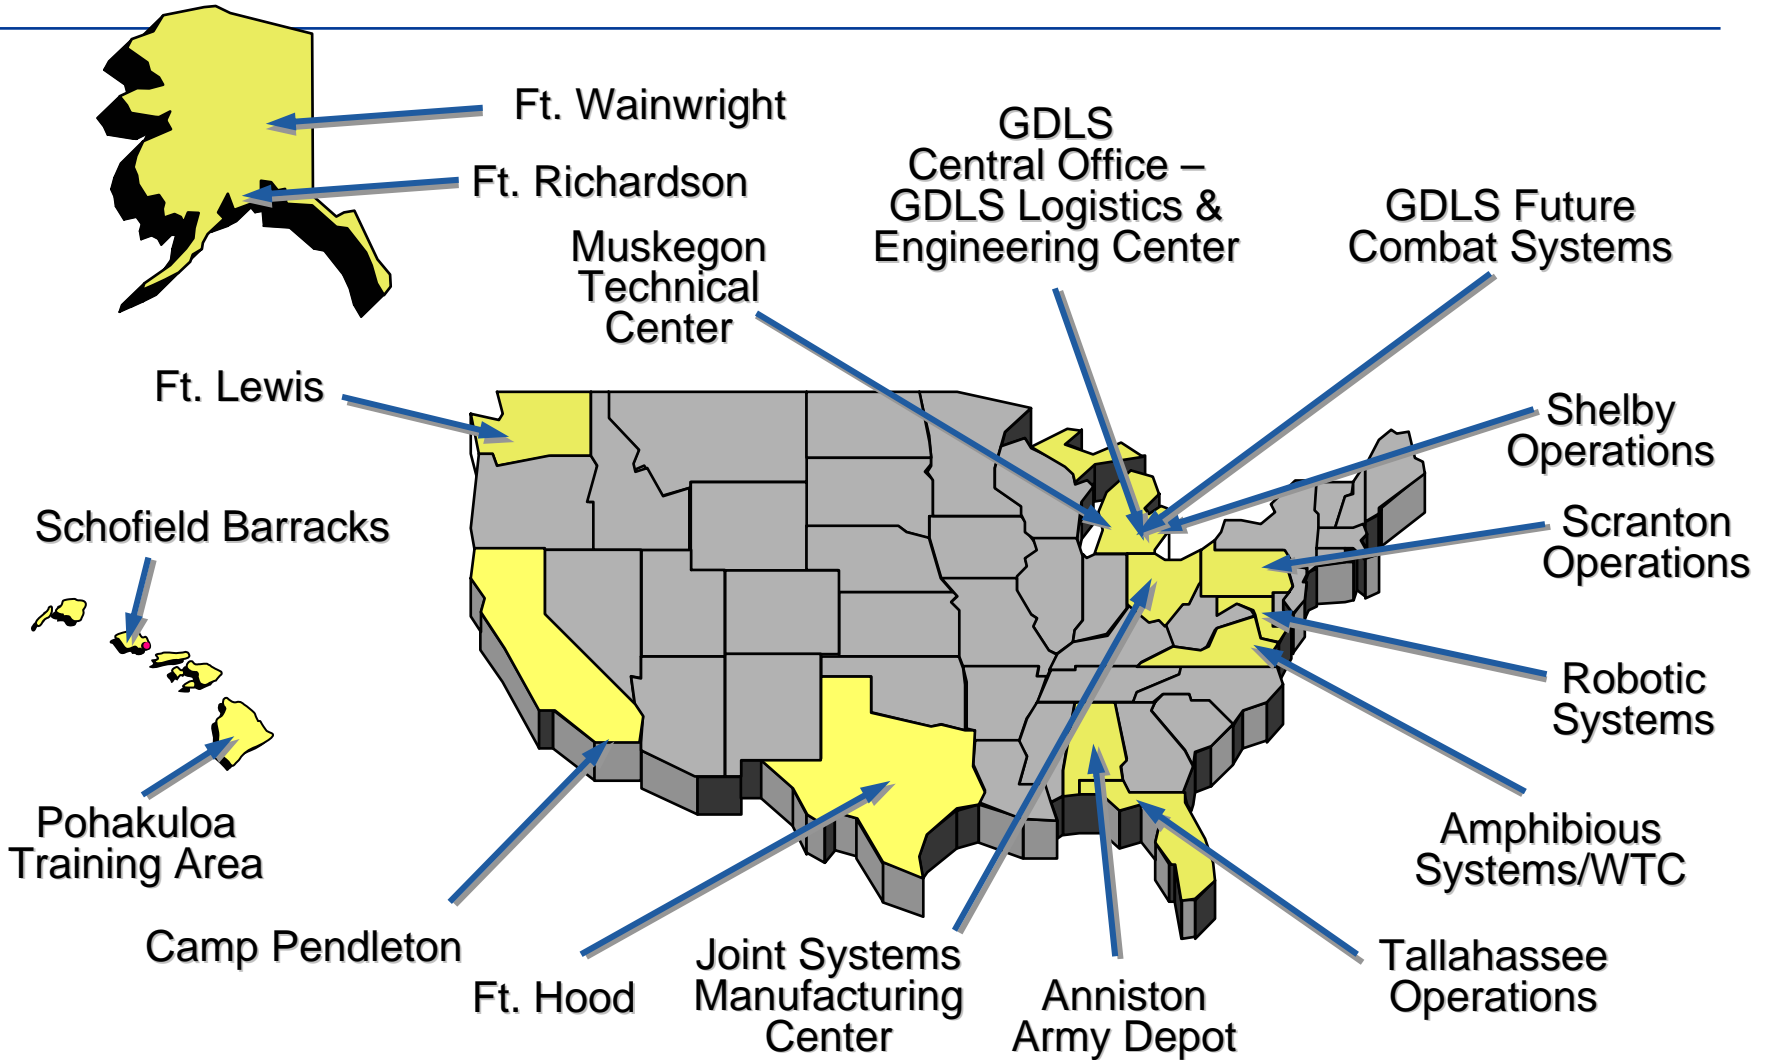 Ft. Wainwright
Ft. Richardson
Muskegon
Technical
Center
GDLS
Central Office –
GDLS Logistics &
Engineering Center
GDLS Future
Combat Systems
Ft. Lewis
Shelby
Operations
Schofield Barracks
Scranton
Operations
Robotic
Systems
Pohakuloa
Training Area
Amphibious
Systems/WTC
Camp Pendleton
Ft. Hood
Joint Systems
Manufacturing
Center
Anniston
Army Depot
Tallahassee
Operations